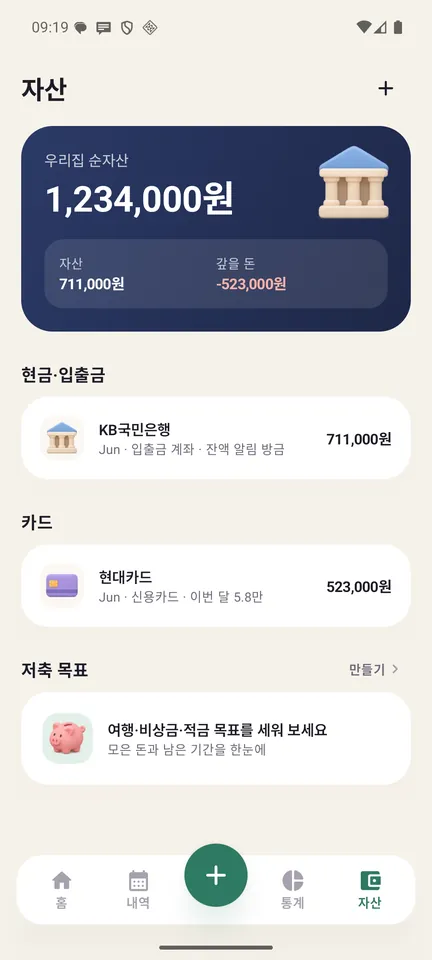 09:19
자산
우리집 순자산
1,234,000원
자산
갚을 돈
711,000원
-523,000원
현금·입출금
KB국민은행
Jun · 입출금 계좌 · 잔액 알림 방금
711,000원
카드
현대카드
Jun · 신용카드 · 이번 달 5.8만
523,000원
저축 목표
만들기
여행·비상금·적금 목표를 세워 보세요
모은 돈과 남은 기간을 한눈에
홈
내역
통계
자산